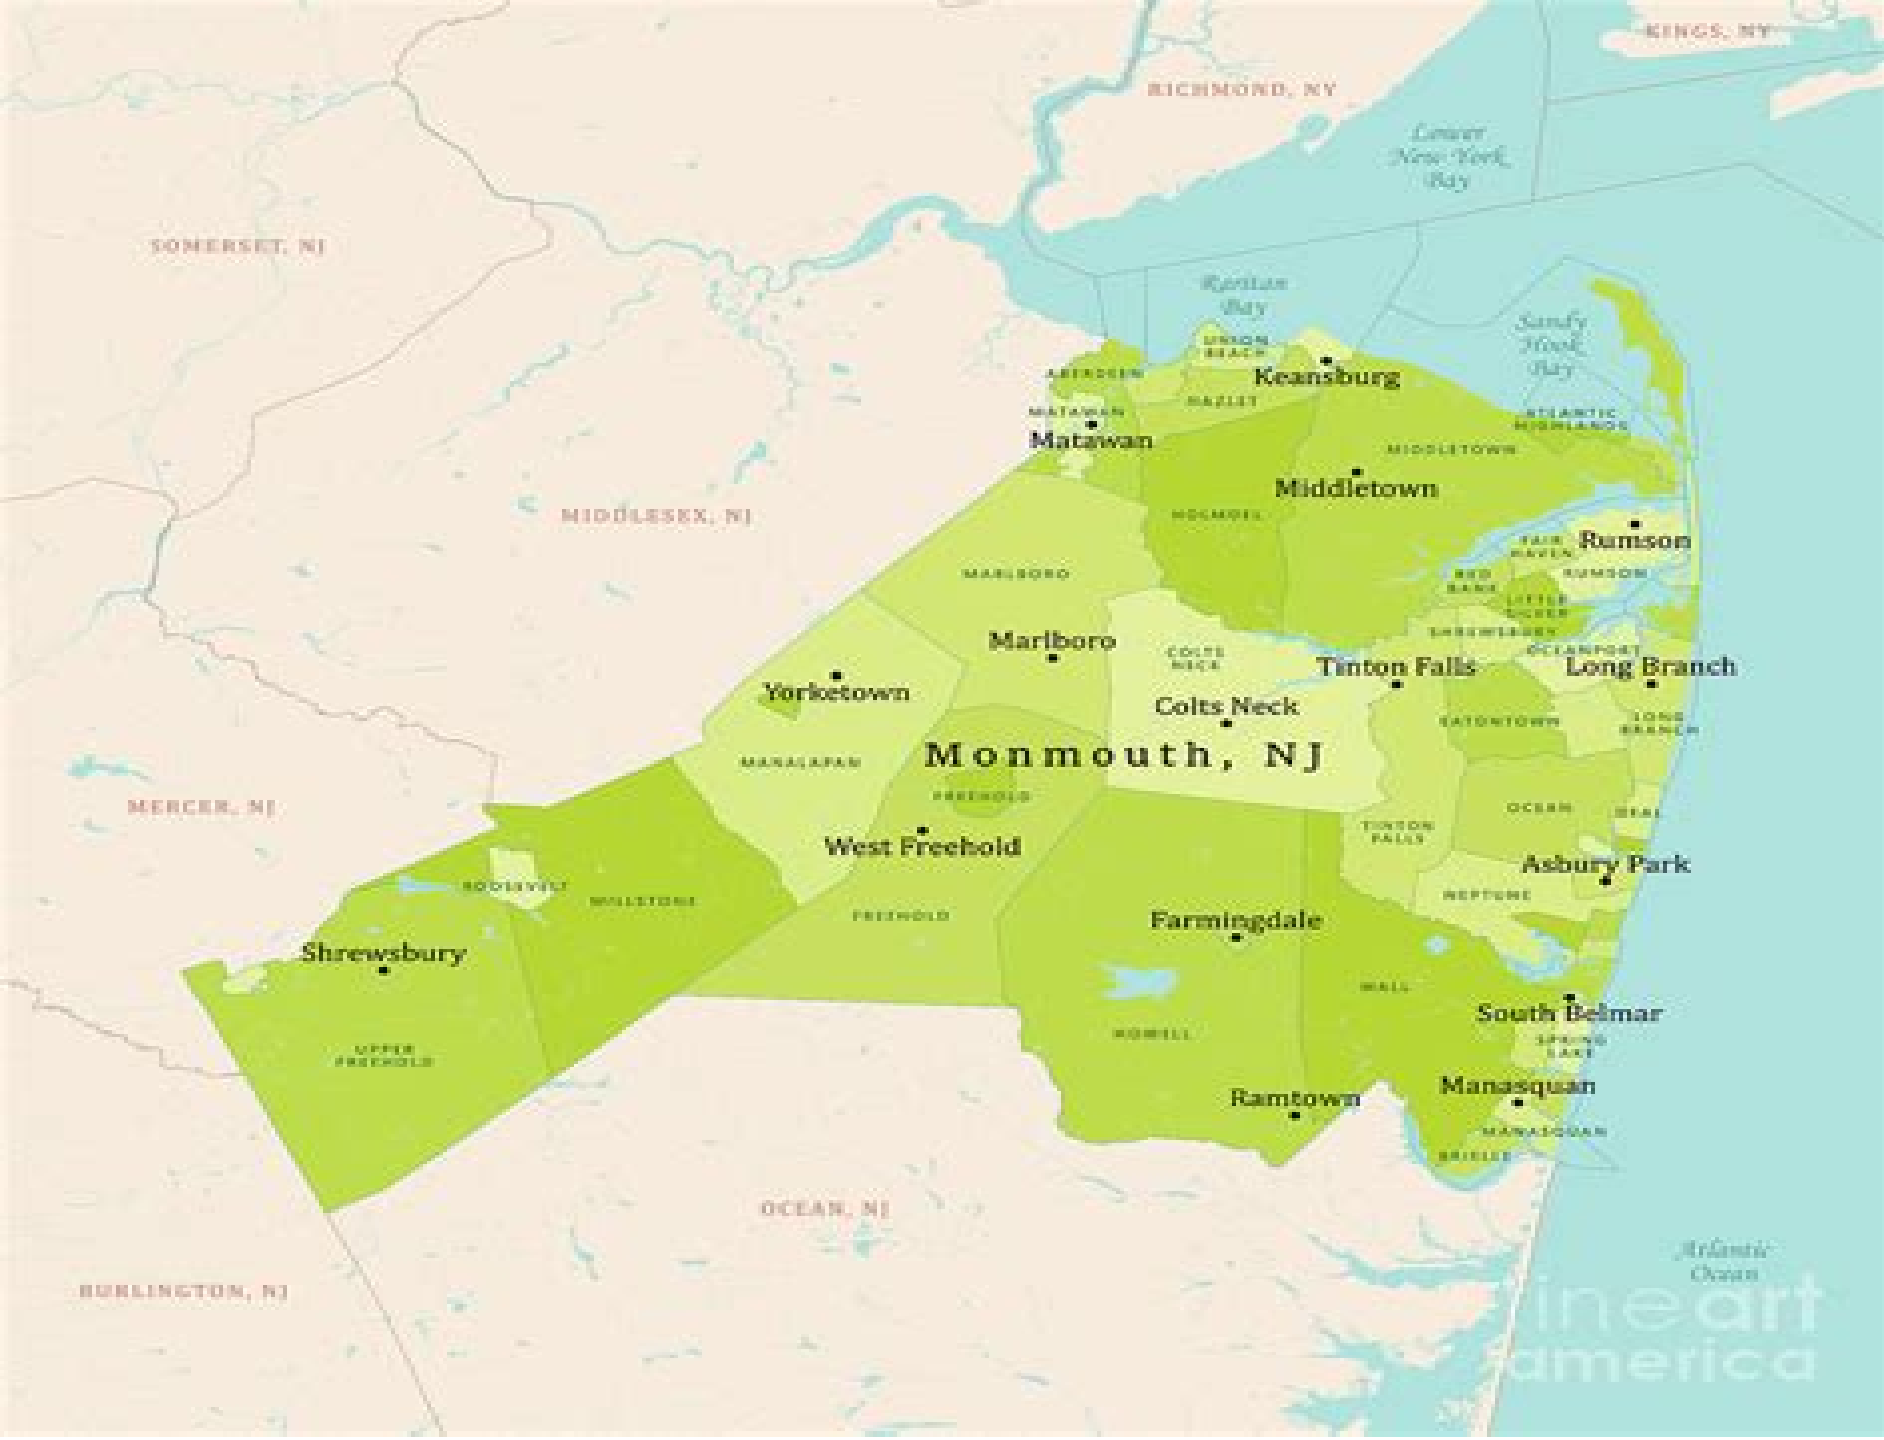 KINGS, NY
RICHMOND, NY
Lower
New York
Bay
SOMERSET, NJ
Raritan
Bay
Sandy
Hook
Bay
UNION
BEACH
ABERDEEN
Keansburg
HAZLET
MATAWAN
Matawan
ATLANTIC
HIGHLANDS
MIDDLETOWN
Middletown
MIDDLESEX, NJ
HOLMDEL
FAIR
HAVEN
Rumson
RUMSON
RED
BANK
LITTLE
SILVER
MARLBORO
Marlboro
SHREWSBURY
OCEANPORT
COLTS
NECK
Tinton Falls
Long Branch
Yorketown
Colts Neck
EATONTOWN
LONG
BRANCH
Monmouth, NJ
MANALAPAN
FREEHOLD
MERCER, NJ
OCEAN
DEAL
TINTON
FALLS
West Freehold
Asbury Park
ROOSEVELT
MILLSTONE
NEPTUNE
FREEHOLD
Farmingdale
Shrewsbury
WALL
South Belmar
HOWELL
SPRING
LAKE
UPPER
FREEHOLD
Manasquan
Ramtown
MANASQUAN
BRIELLE
OCEAN, NJ
Atlantic
Ocean
BURLINGTON, NJ
ineart
america